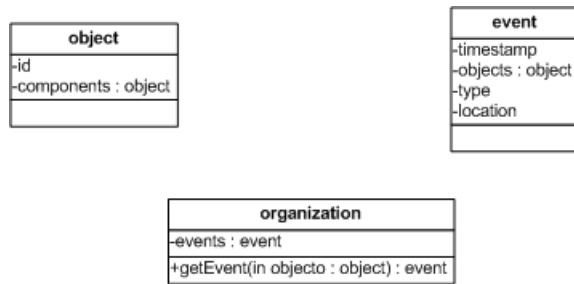 object
-id
-components : object
event
-timestamp
-objects : object
-type
-location
organization
-events : event
+getEvent(in objecto : object) : event